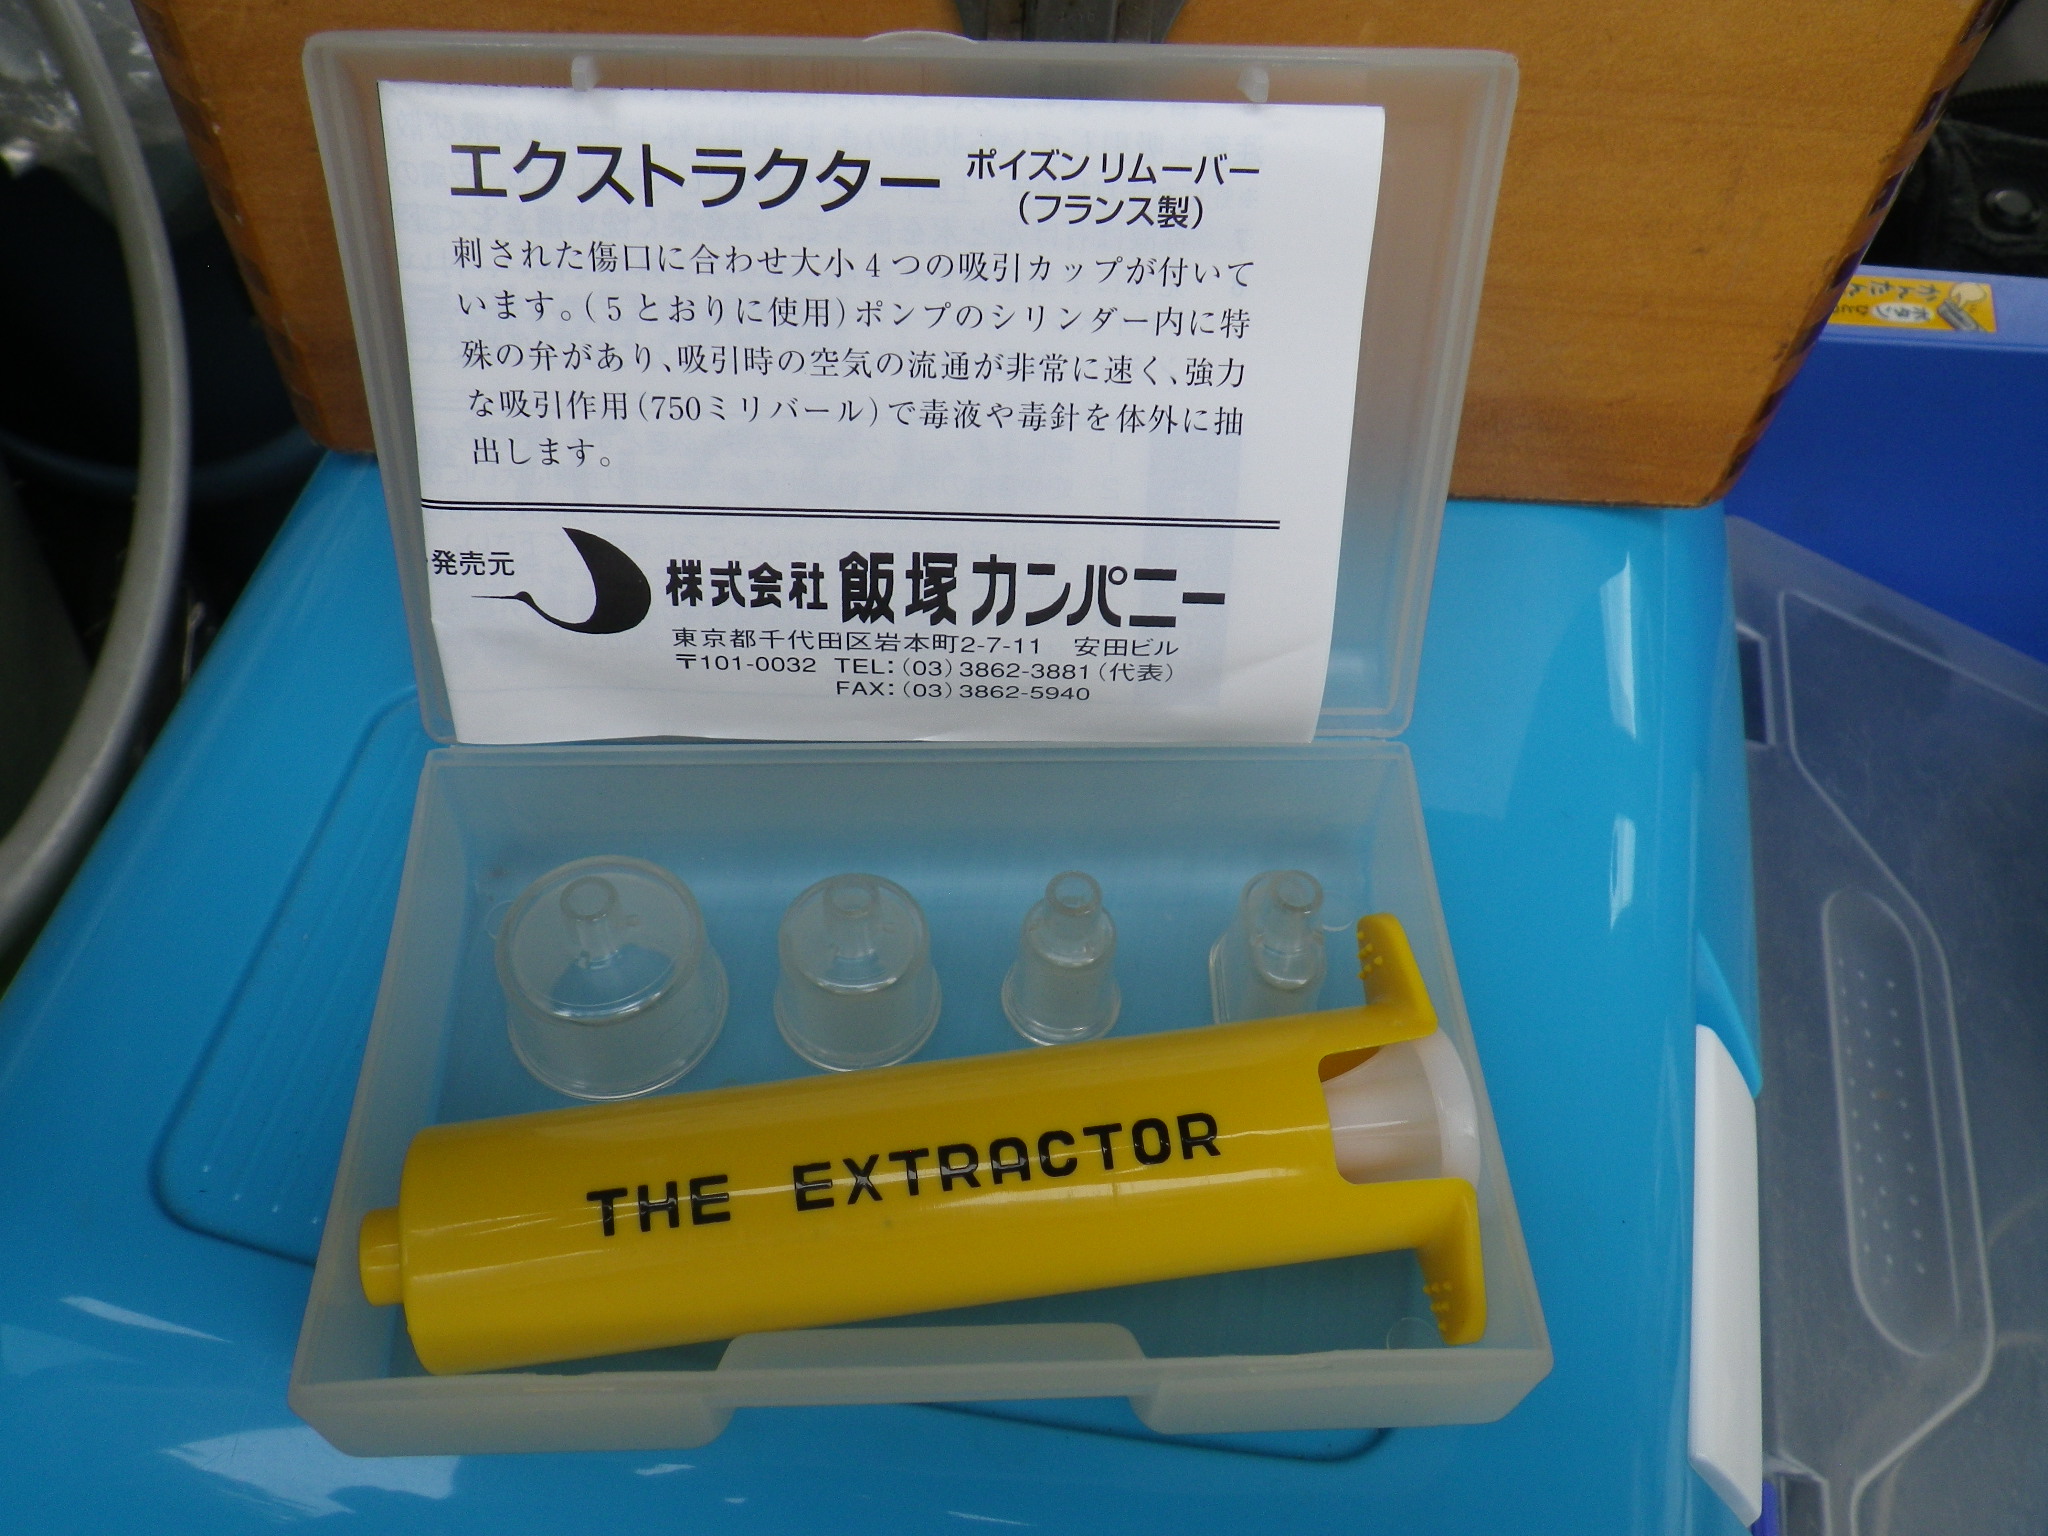 エクストラクター ポイズン リムーバー
(フランス製)
刺された傷口に合わせ大小4つの吸引カップが付いて
います。(5とおりに使用)ポンプのシリンダー内に特
殊の弁があり、吸引時の空気の流通が非常に速く、強力
な吸引作用(750ミリバール)で毒液や毒針を体外に抽
出します。
発売元
株式会社 飯塚カンパニー
東京都千代田区岩本町2-7-11 安田ビル
〒101-0032 TEL:(03)3862-3881(代表)
FAX:(03)3862-5940
THE EXTRACTOR
かんたん
ボタン